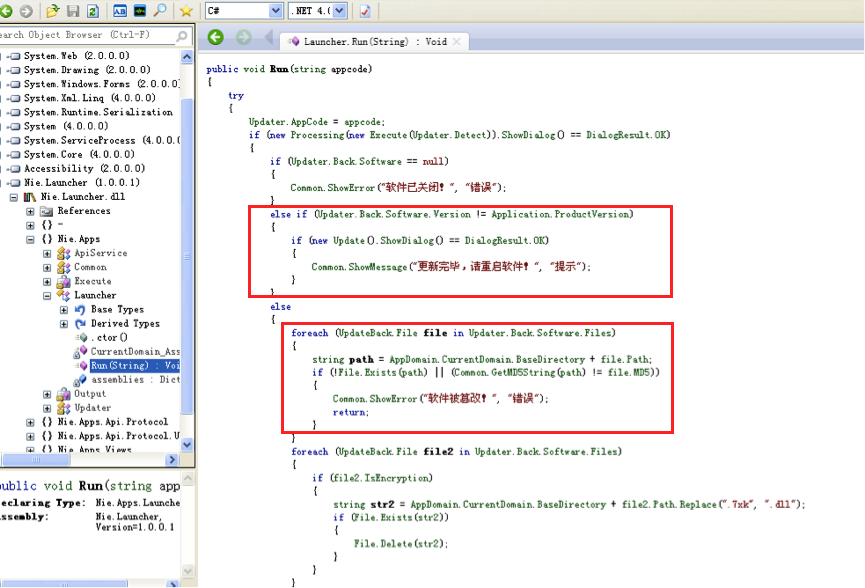 C#
.NET 4.0
earch Object Browser (Ctrl-F)
Launcher.Run(String) : Void
System.Web (2.0.0.0)
System.Drawing (2.0.0.0)
System.Windows.Forms (2.0.0.0)
System.Xml.Linq (4.0.0.0)
System.Runtime.Serialization
System (4.0.0.0)
System.ServiceProcess (4.0.0.0
System.Core (4.0.0.0)
Accessibility (2.0.0.0)
Nie.Launcher (1.0.0.1)
Nie.Launcher.dll
References
{} -
{} Nie.Apps
ApiService
Common
Execute
Launcher
Base Types
Derived Types
.ctor()
CurrentDomain_Ass
Run(String) : Voi
assemblies : Dict
Output
Updater
{} Nie.Apps.Api.Protocol
{} Nie.Apps.Api.Protocol.U
{} Nie.Apps.Views
public void Run(string app
eclaring Type: Nie.Apps.Launche
ssembly: Nie.Launcher,
Version=1.0.0.1
public void Run(string appcode)
{
try
{
Updater.AppCode = appcode;
if (new Processing(new Execute(Updater.Detect)).ShowDialog() == DialogResult.OK)
{
if (Updater.Back.Software == null)
{
Common.ShowError("软件已关闭！", "错误");
}
else if (Updater.Back.Software.Version != Application.ProductVersion)
{
if (new Update().ShowDialog() == DialogResult.OK)
{
Common.ShowMessage("更新完毕，请重启软件！", "提示");
}
}
else
{
foreach (UpdateBack.File file in Updater.Back.Software.Files)
{
string path = AppDomain.CurrentDomain.BaseDirectory + file.Path;
if (!File.Exists(path) || (Common.GetMD5String(path) != file.MD5))
{
Common.ShowError("软件被篡改！", "错误");
return;
}
}
foreach (UpdateBack.File file2 in Updater.Back.Software.Files)
{
if (file2.IsEncryption)
{
string str2 = AppDomain.CurrentDomain.BaseDirectory + file2.Path.Replace(".7xk", ".dll");
if (File.Exists(str2))
{
File.Delete(str2);
}
}
}